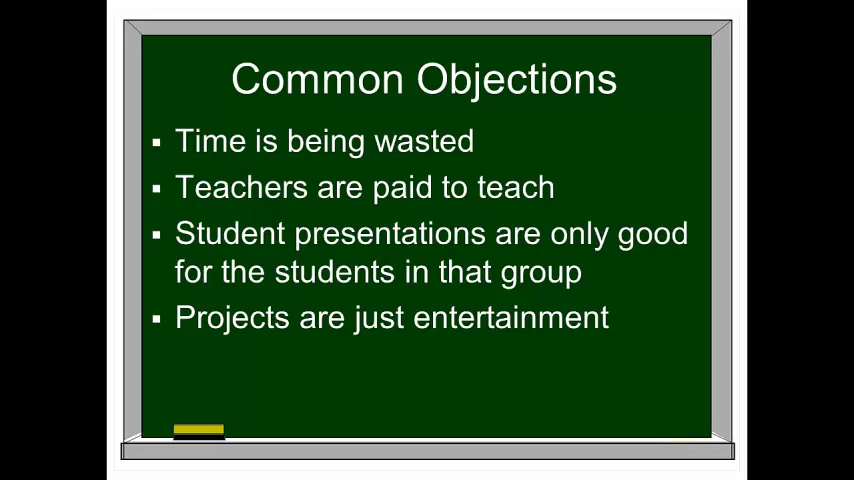 Common Objections
▪ Time is being wasted
▪ Teachers are paid to teach
▪ Student presentations are only good
for the students in that group
▪ Projects are just entertainment